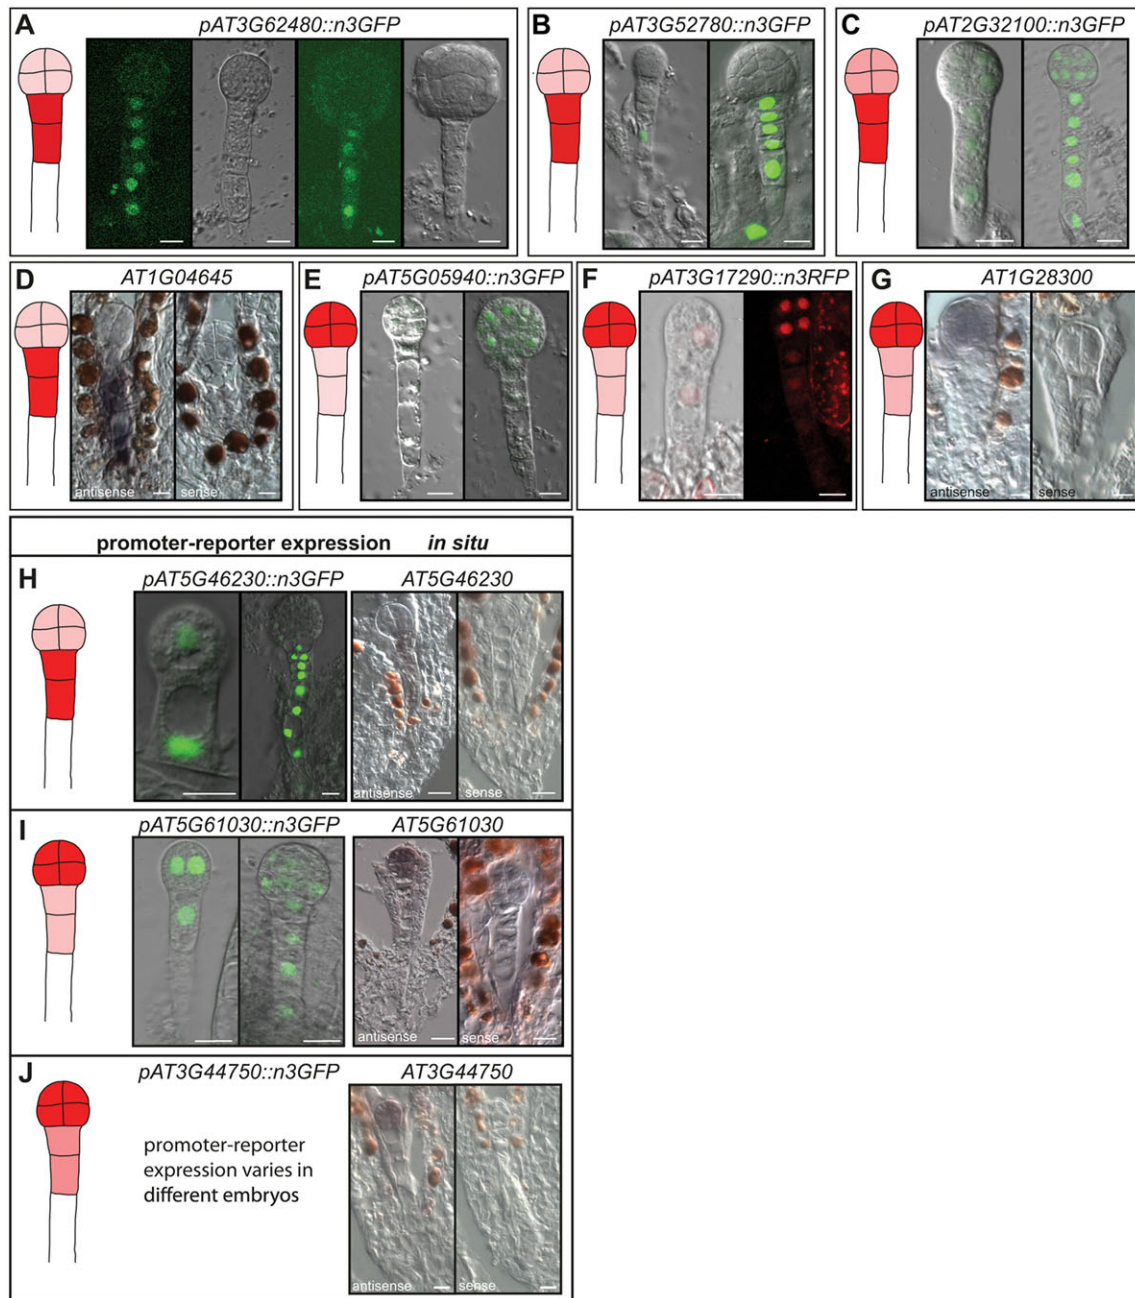 A pAT3G62480::n3GFP
B pAT3G52780::n3GFP
C pAT2G32100::n3GFP
D AT1G04645
antisense sense
E pAT5G05940::n3GFP
F pAT3G17290::n3RFP
G AT1G28300
antisense sense
promoter-reporter expression in situ
H pAT5G46230::n3GFP AT5G46230
antisense sense
I pAT5G61030::n3GFP AT5G61030
antisense sense
J pAT3G44750::n3GFP AT3G44750
promoter-reporter
expression varies in
different embryos
antisense sense